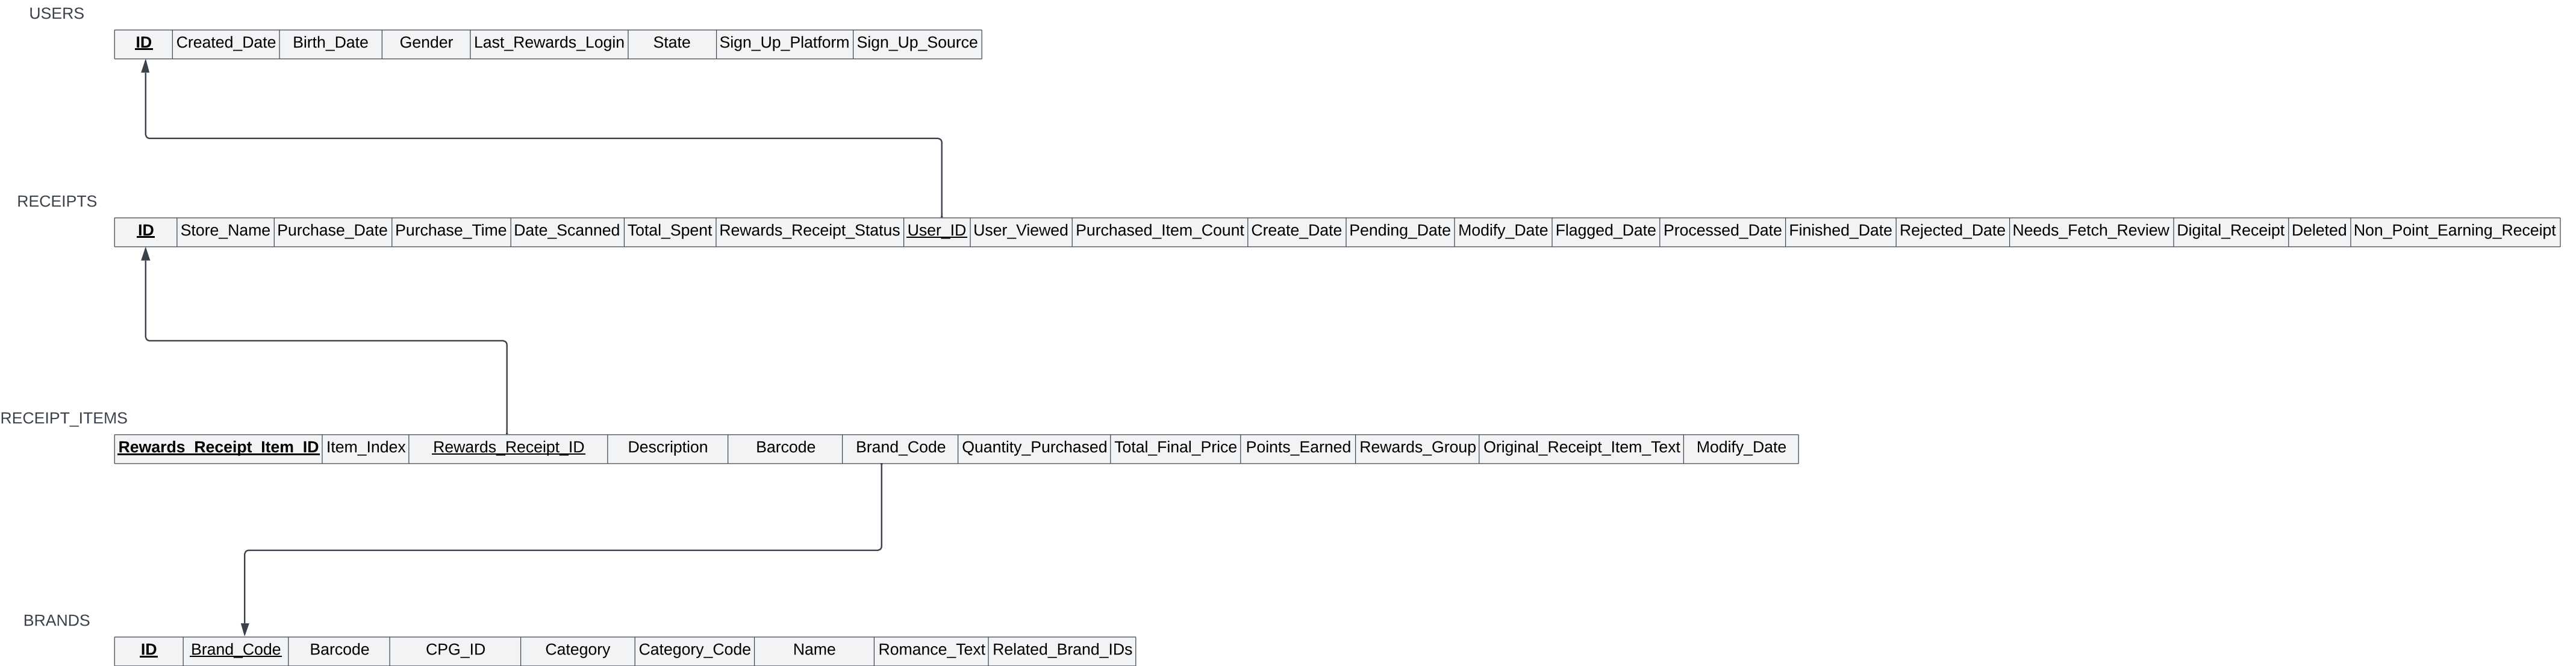 USERS
ID Created_Date Birth_Date Gender Last_Rewards_Login State Sign_Up_Platform Sign_Up_Source
RECEIPTS
ID Store_Name Purchase_Date Purchase_Time Date_Scanned Total_Spent Rewards_Receipt_Status User_ID User_Viewed Purchased_Item_Count Create_Date Pending_Date Modify_Date Flagged_Date Processed_Date Finished_Date Rejected_Date Needs_Fetch_Review Digital_Receipt Deleted Non_Point_Earning_Receipt
RECEIPT_ITEMS
Rewards_Receipt_Item_ID Item_Index Rewards_Receipt_ID Description Barcode Brand_Code Quantity_Purchased Total_Final_Price Points_Earned Rewards_Group Original_Receipt_Item_Text Modify_Date
BRANDS
ID Brand_Code Barcode CPG_ID Category Category_Code Name Romance_Text Related_Brand_IDs